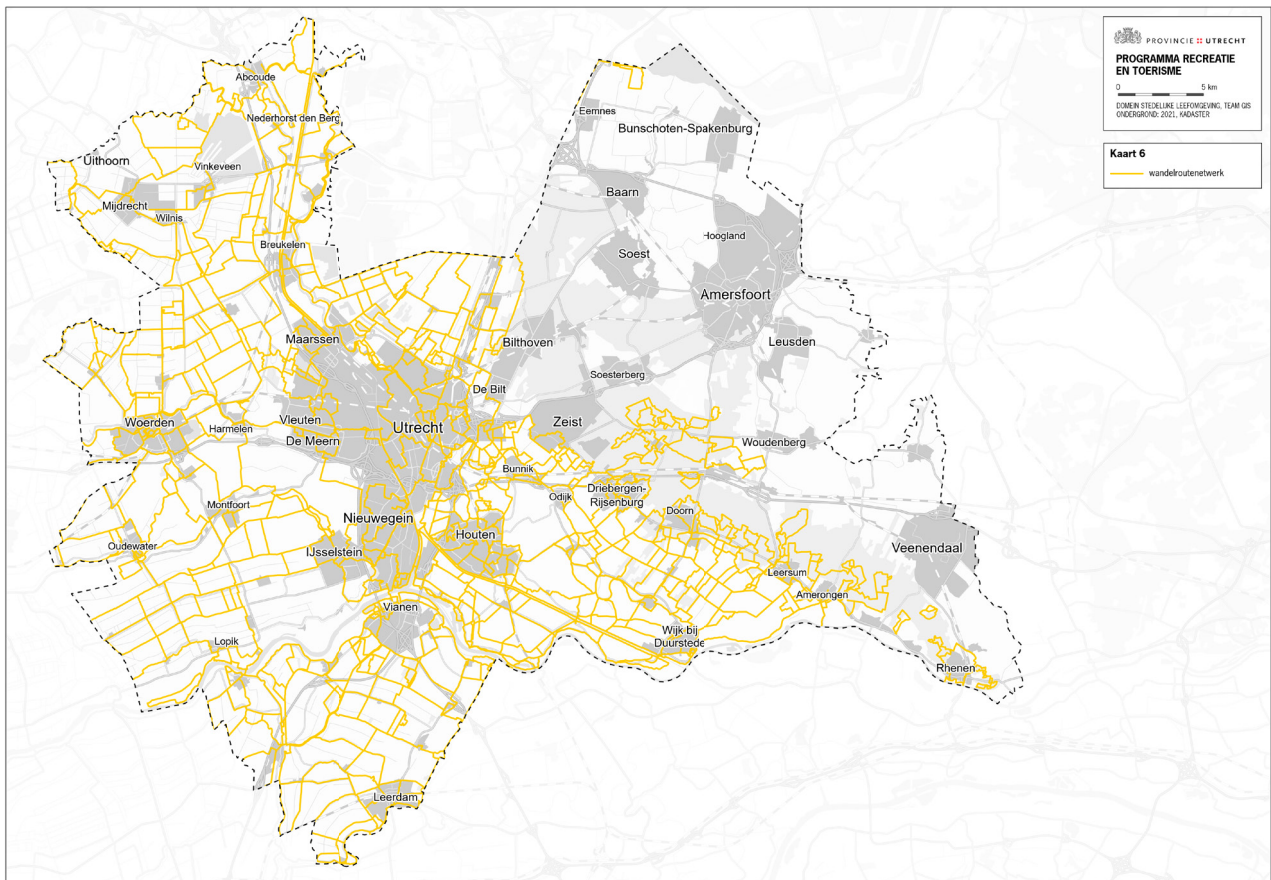 PROVINCIE UTRECHT
PROGRAMMA RECREATIE
EN TOERISME
0 5 km
DOMEIN STEDELIJKE LEEFOMGEVING, TEAM GIS
ONDERGROND: 2021, KADASTER
Kaart 6
wandelroutenetwerk
Abcoude
Nederhorst den Berg
Eemnes
Bunschoten-Spakenburg
Uithoorn
Vinkeveen
Baarn
Mijdrecht
Wilnis
Hoogland
Breukelen
Soest
Amersfoort
Maarssen
Bilthoven
Leusden
Soesterberg
De Bilt
Woerden
Vleuten
Zeist
Harmelen
Utrecht
De Meern
Woudenberg
Bunnik
Driebergen-
Rijsenburg
Odijk
Montfoort
Doorn
Nieuwegein
Houten
Oudewater
IJsselstein
Veenendaal
Leersum
Amerongen
Vianen
Wijk bij
Duurstede
Lopik
Rhenen
Leerdam